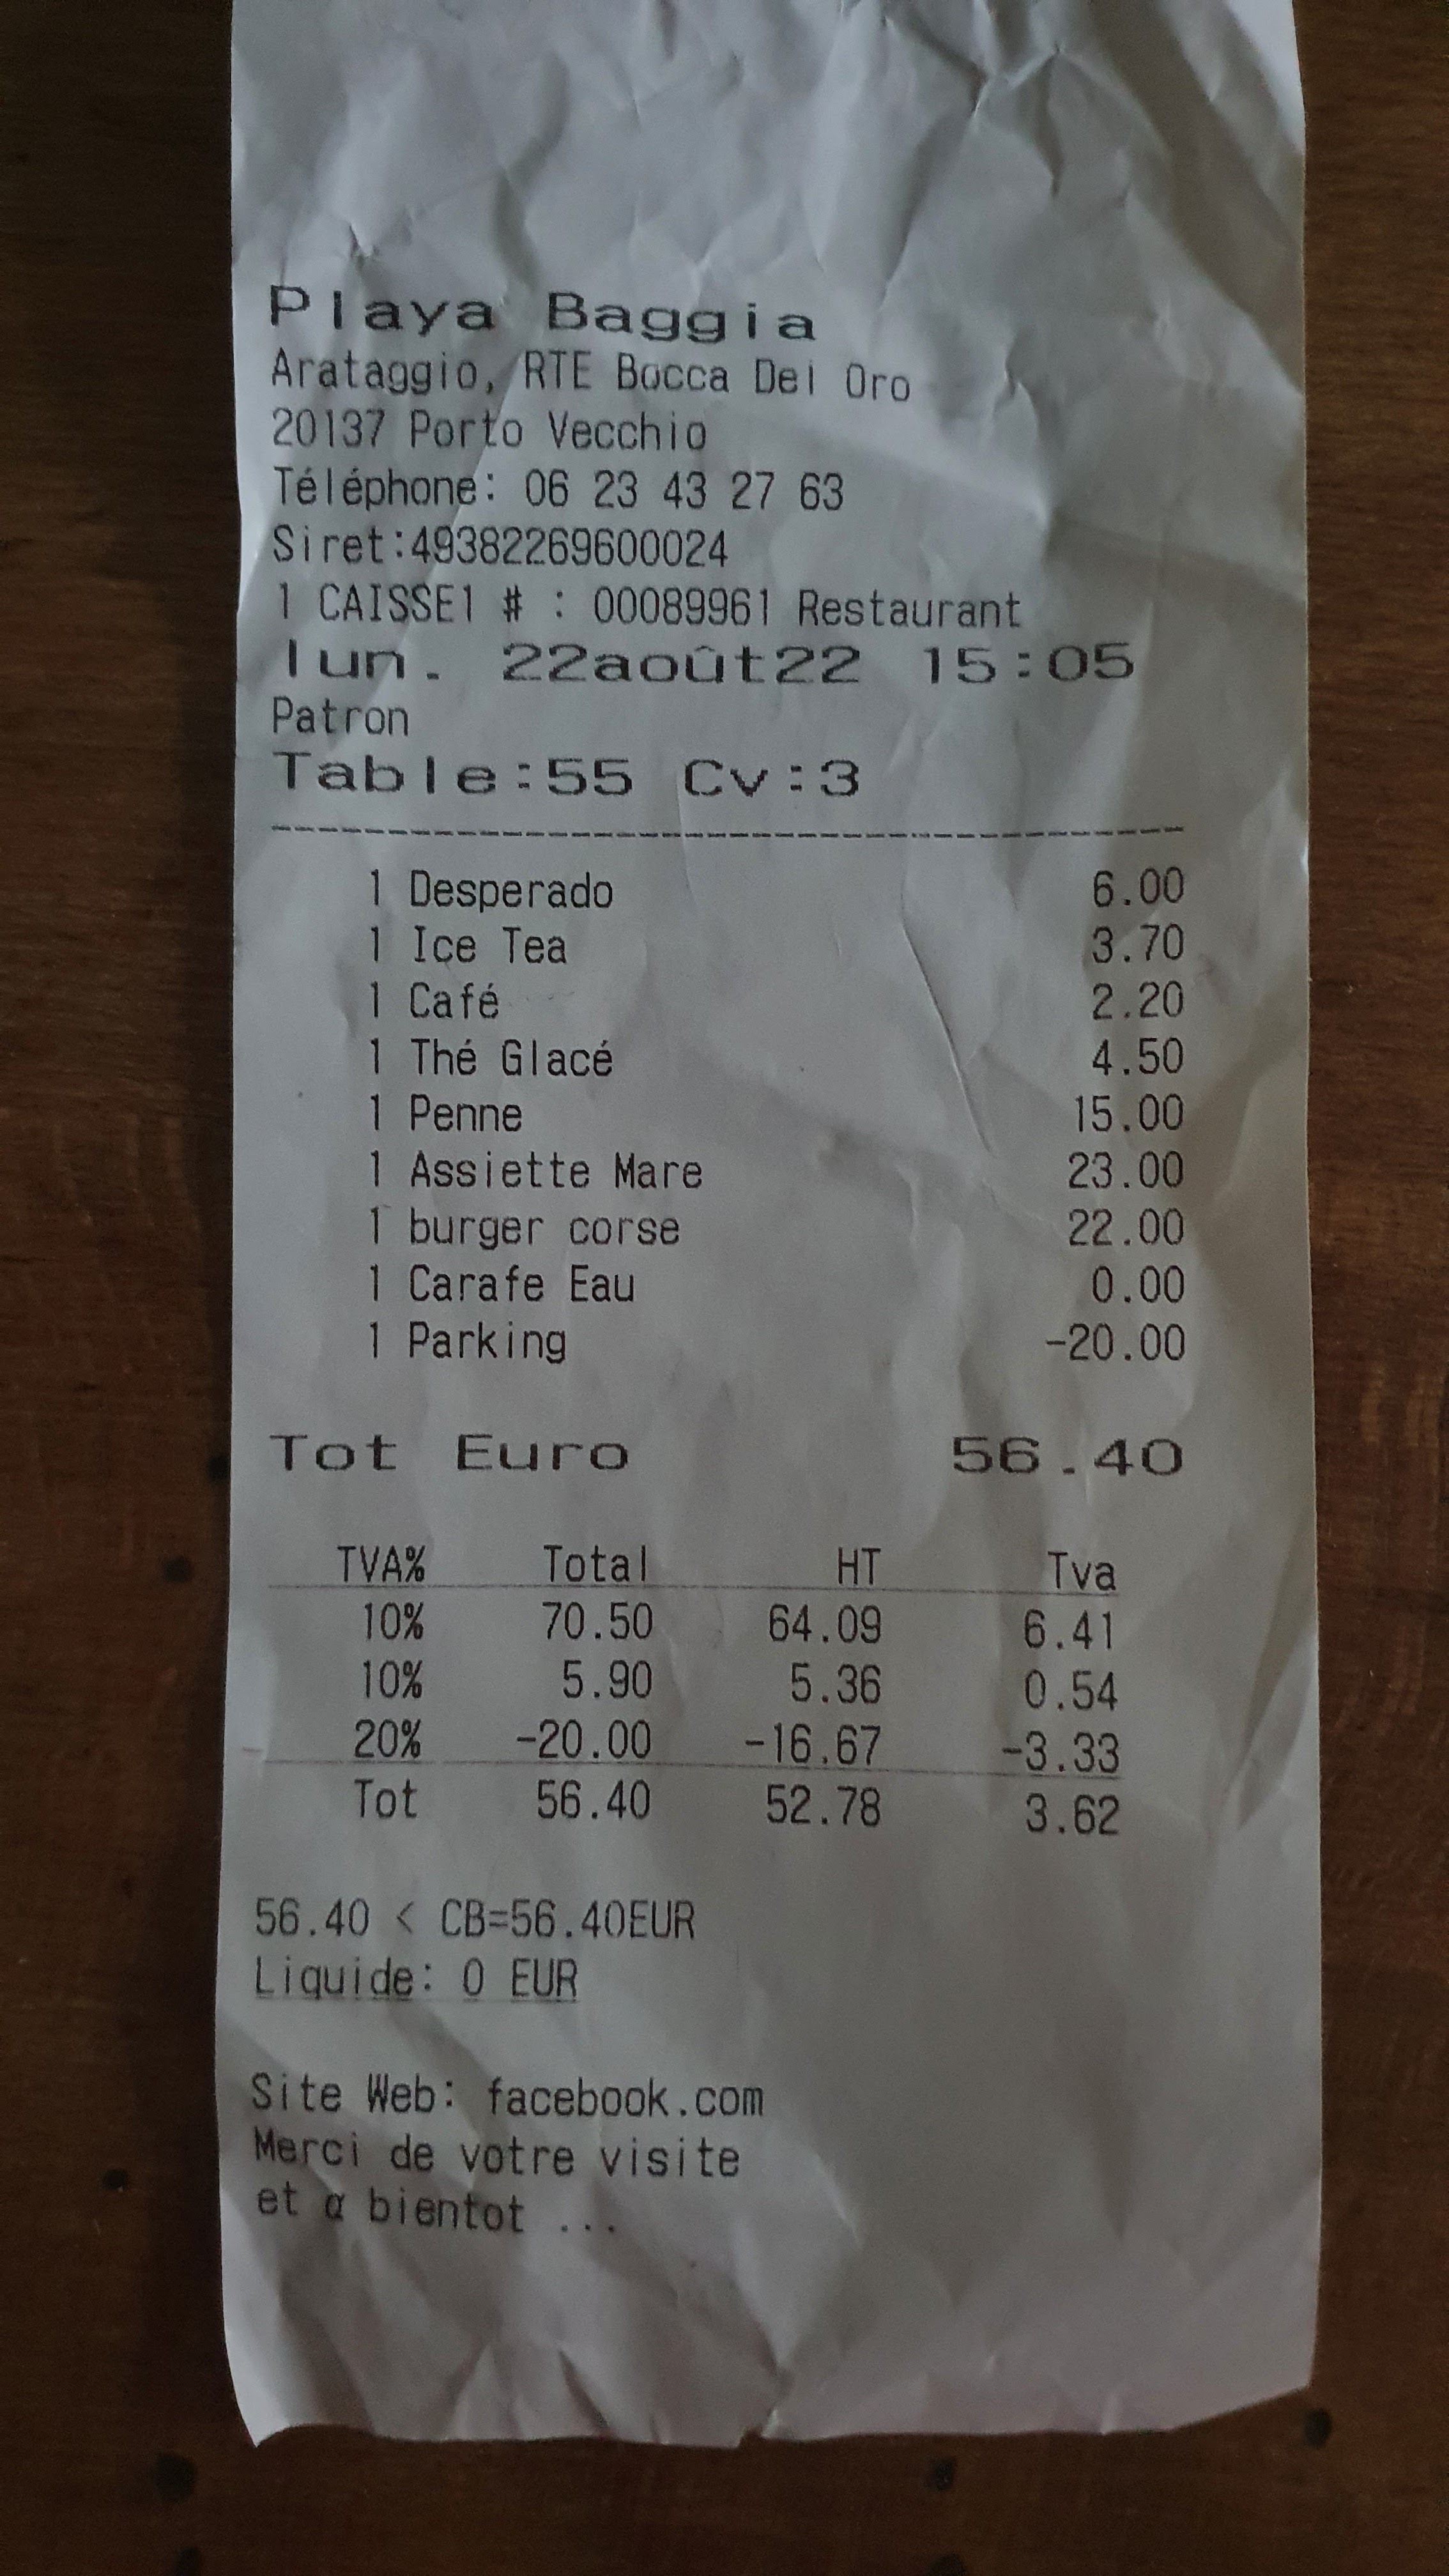 Playa Baggia
Arataggio, RTE Bocca Del Oro
20137 Porto Vecchio
Téléphone: 06 23 43 27 63
Siret:49382269600024
1 CAISSE1 # : 00089961 Restaurant
lun. 22août22 15:05
Patron
Table:55 Cv:3
1 Desperado 6.00
1 Ice Tea 3.70
1 Café 2.20
1 Thé Glacé 4.50
1 Penne 15.00
1 Assiette Mare 23.00
1 burger corse 22.00
1 Carafe Eau 0.00
1 Parking -20.00
Tot Euro 56.40
TVA% Total HT Tva
10% 70.50 64.09 6.41
10% 5.90 5.36 0.54
20% -20.00 -16.67 -3.33
Tot 56.40 52.78 3.62
56.40 < CB=56.40EUR
Liquide: 0 EUR
Site Web: facebook.com
Merci de votre visite
et α bientot ...